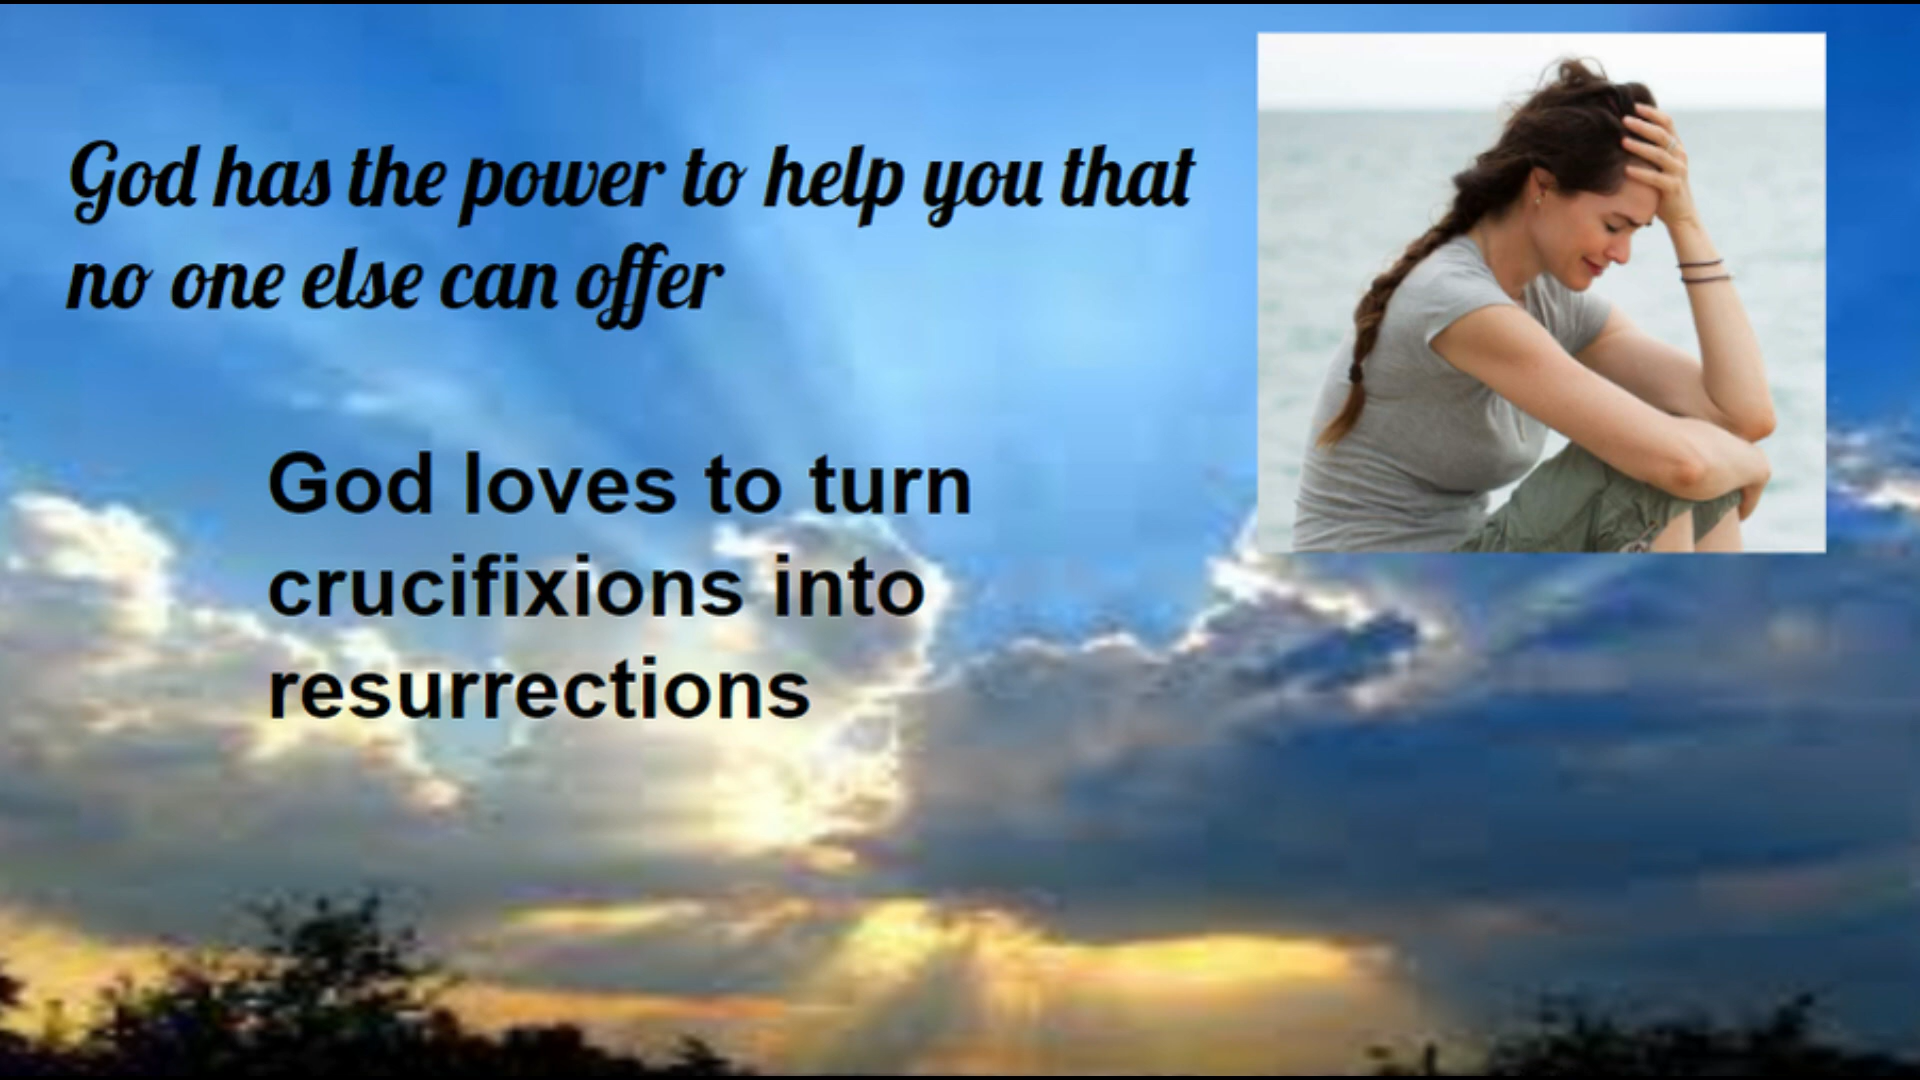 God has the power to help you that
no one else can offer
God loves to turn
crucifixions into
resurrections